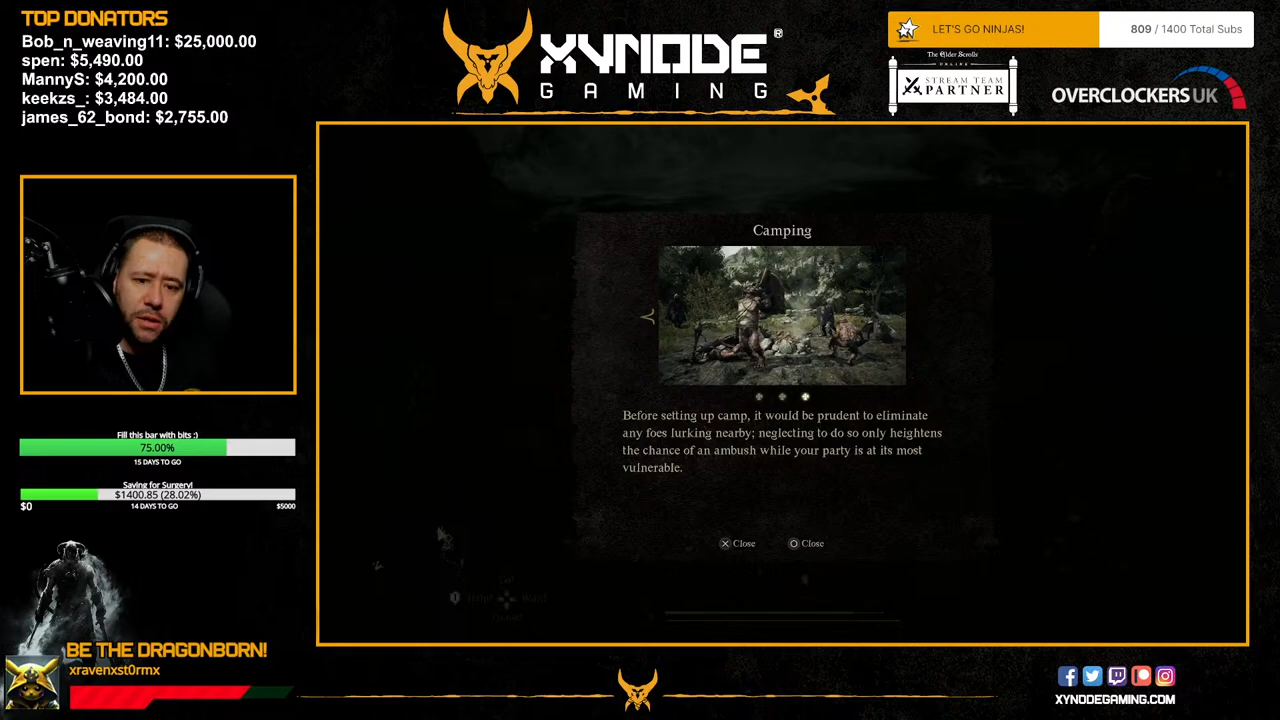 TOP DONATORS
Bob_n_weaving11: $25,000.00
spen: $5,490.00
MannyS: $4,200.00
keekzs_: $3,484.00
james_62_bond: $2,755.00
XYNODE®
GAMING
LET'S GO NINJAS!
809 / 1400 Total Subs
The Elder Scrolls
ONLINE
STREAM TEAM
PARTNER
OVERCLOCKERS UK
Camping
Before setting up camp, it would be prudent to eliminate
any foes lurking nearby; neglecting to do so only heightens
the chance of an ambush while your party is at its most
vulnerable.
Close
Close
Fill this bar with bits :)
75.00%
15 DAYS TO GO
Saving for Surgery!
$1400.85 (28.02%)
$0
14 DAYS TO GO
$5000
BE THE DRAGONBORN!
xravenxst0rmx
XYNODEGAMING.COM